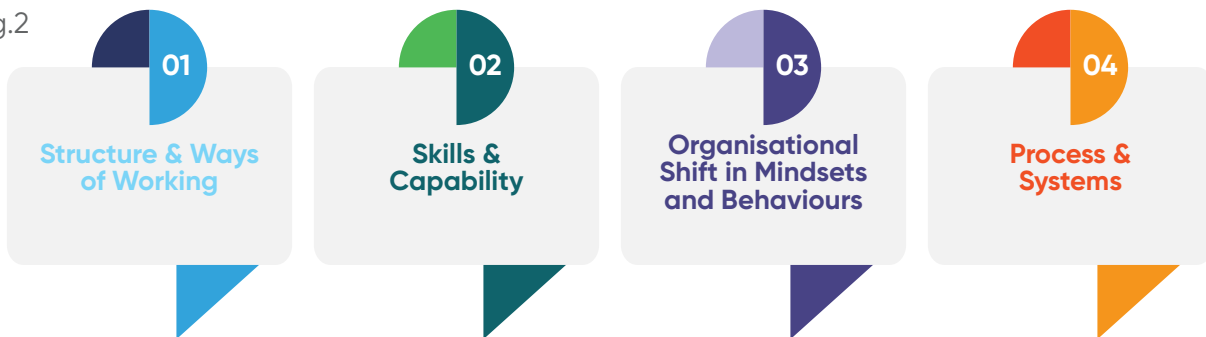 g.2
01
Structure & Ways
of Working
02
Skills &
Capability
03
Organisational
Shift in Mindsets
and Behaviours
04
Process &
Systems